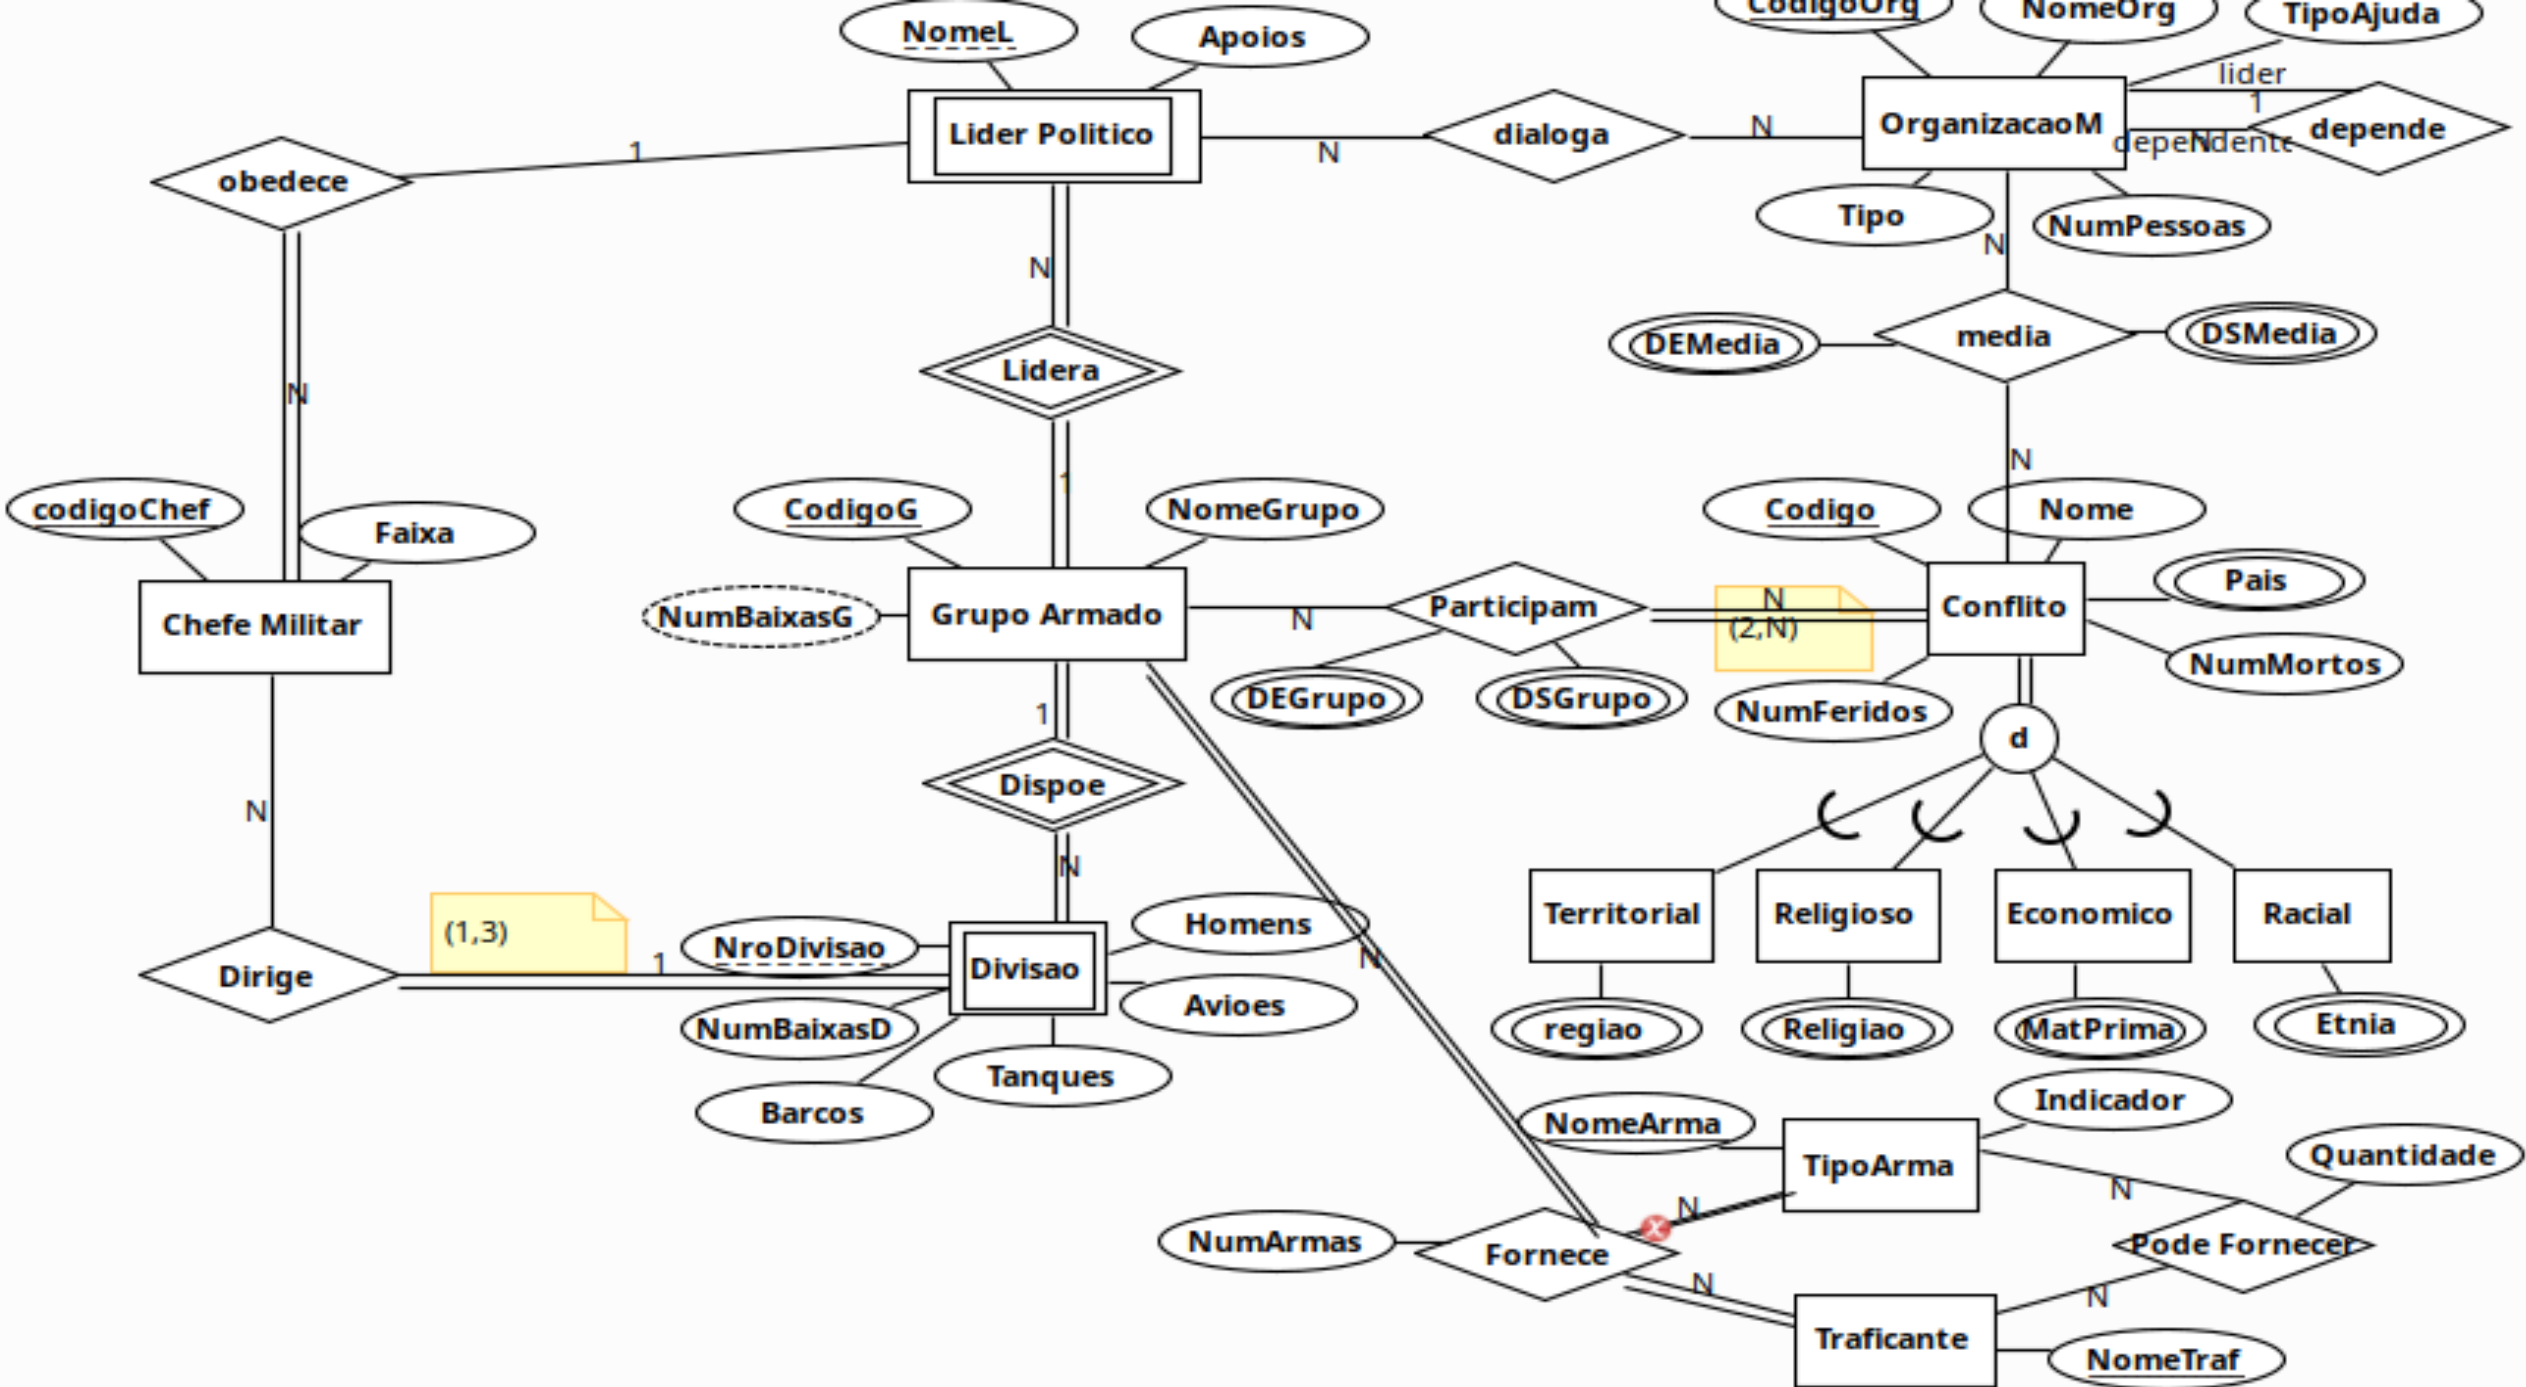 CodigoOrg
NomeOrg
TipoAjuda
NomeL
Apoios
lider
1
Lider Politico
dialoga
N
N
OrganizacaoM
dependente
N
depende
obedece
1
Tipo
NumPessoas
N
N
DEMedia
media
DSMedia
Lidera
N
N
1
codigoChef
Faixa
CodigoG
NomeGrupo
Codigo
Nome
Pais
Chefe Militar
NumBaixasG
Grupo Armado
N
Participam
N
(2,N)
Conflito
NumMortos
DEGrupo
DSGrupo
NumFeridos
1
d
Dispoe
N
N
(1,3)
1
Dirige
NroDivisao
Divisao
Homens
N
Territorial
Religioso
Economico
Racial
NumBaixasD
Avioes
regiao
Religiao
MatPrima
Etnia
Tanques
Barcos
NomeArma
Indicador
TipoArma
Quantidade
N
N
NumArmas
Fornece
Pode Fornecer
N
N
Traficante
NomeTraf